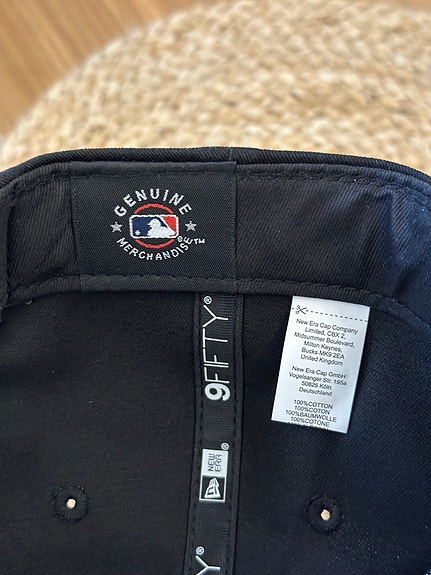 GENUINE
MERCHANDISE™
9FIFTY®
NEW ERA®
Y®
New Era Cap Company
Limited, CBX 2,
Midsummer Boulevard,
Milton Keynes,
Bucks MK9 2EA
United Kingdom
New Era Cap GmbH
Vogelsanger Str. 195a
50825 Köln
Deutschland
100%COTTON
100%COTON
100%BAUMWOLLE
100%COTONE